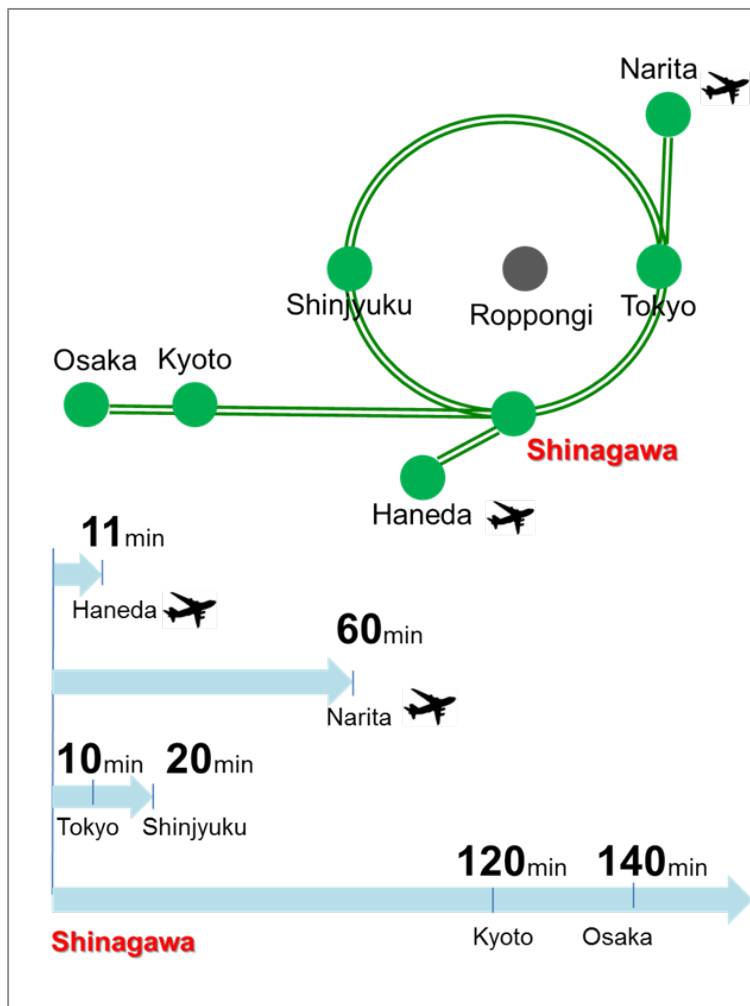 Narita
Shinjyuku
Roppongi
Tokyo
Osaka
Kyoto
Shinagawa
Haneda
11min
Haneda
60min
Narita
10min 20min
Tokyo Shinjyuku
120min 140min
Kyoto Osaka
Shinagawa